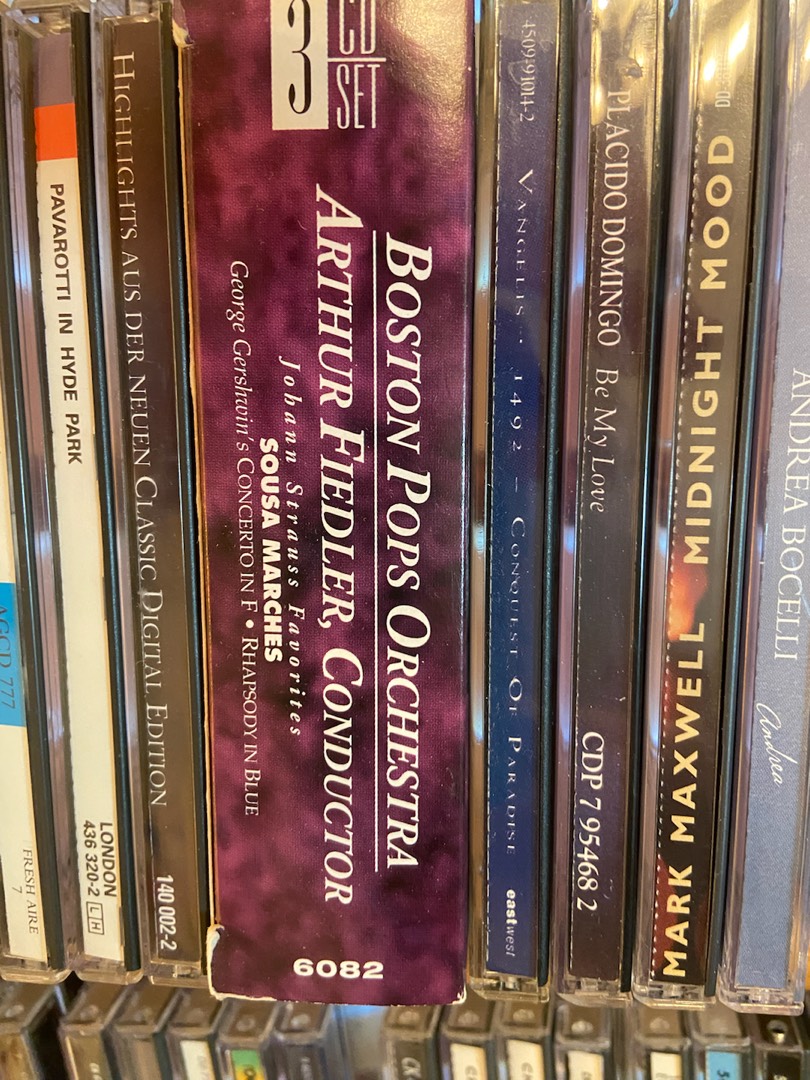 AGCD 777
FRESH AIRE
7
PAVAROTTI IN HYDE PARK
LONDON
436 320-2 LH
HIGHLIGHTS AUS DER NEUEN CLASSIC DIGITAL EDITION
140 002-2
3 CD
SET
BOSTON POPS ORCHESTRA
ARTHUR FIEDLER, CONDUCTOR
Johann Strauss Favorites
SOUSA MARCHES
George Gershwin's CONCERTO IN F • RHAPSODY IN BLUE
6082
4509-91014-2
VANGELIS · 1492 – CONQUEST OF PARADISE
eastwest
PLACIDO DOMINGO Be My Love
CDP 7 95468 2
MARK MAXWELL MIDNIGHT MOOD
ANDREA BOCELLI
Andrea